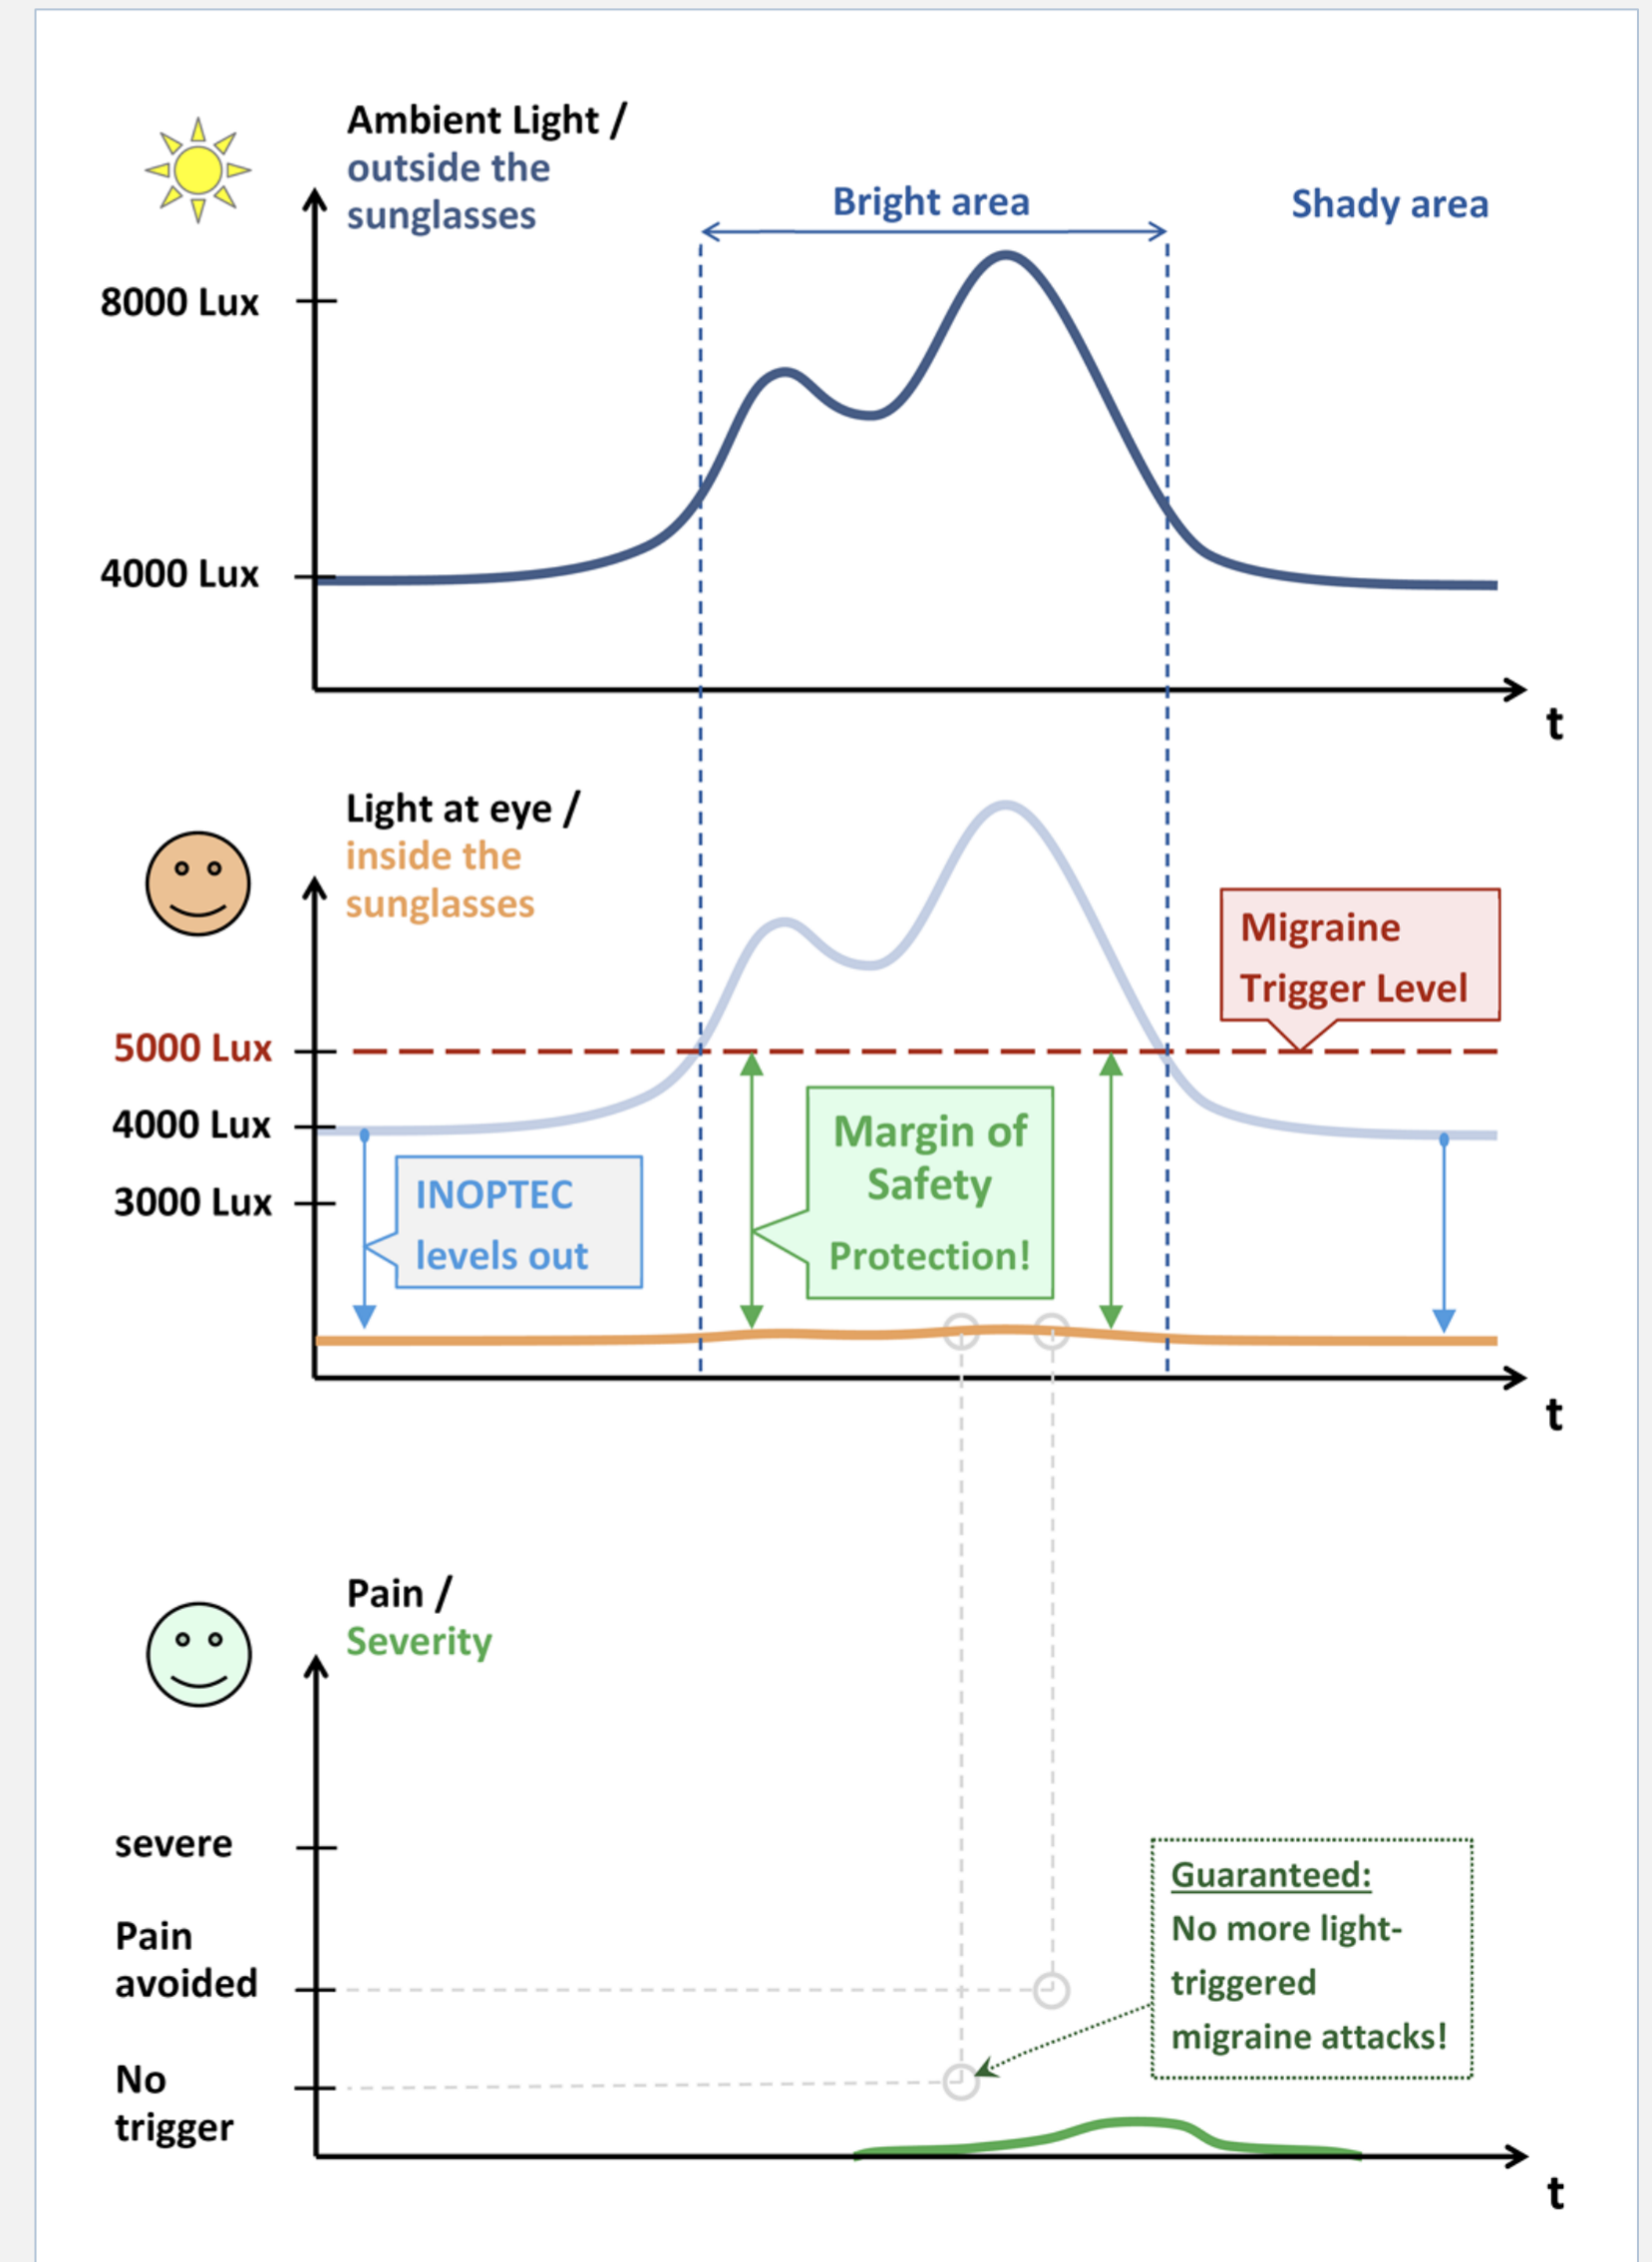 Ambient Light /
outside the
sunglasses
Bright area
Shady area
8000 Lux
4000 Lux
t
Light at eye /
inside the
sunglasses
Migraine
Trigger Level
5000 Lux
4000 Lux
3000 Lux
INOPTEC
levels out
Margin of
Safety
Protection!
t
Pain /
Severity
severe
Pain
avoided
No
trigger
Guaranteed:
No more light-
triggered
migraine attacks!
t